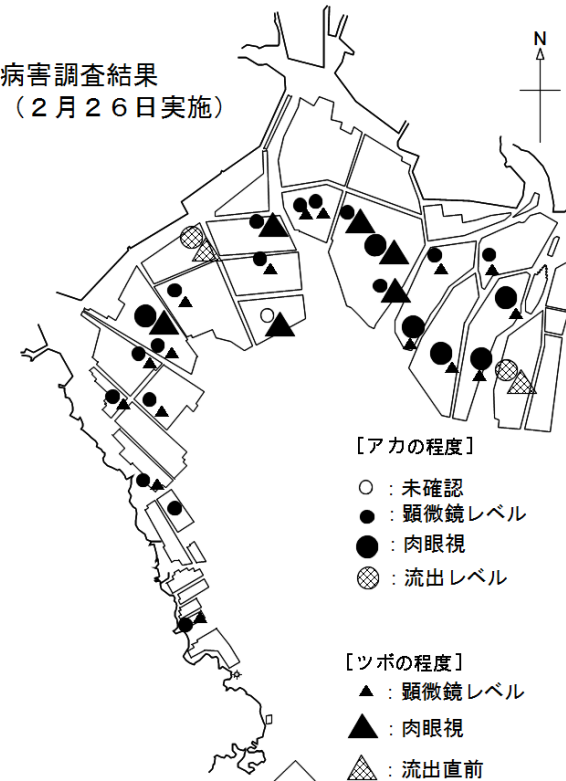 病害調査結果
（２月２６日実施）
N
［アカの程度］
○ ：未確認
● ：顕微鏡レベル
● ：肉眼視
：流出レベル
［ツボの程度］
▲ ：顕微鏡レベル
▲ ：肉眼視
：流出直前